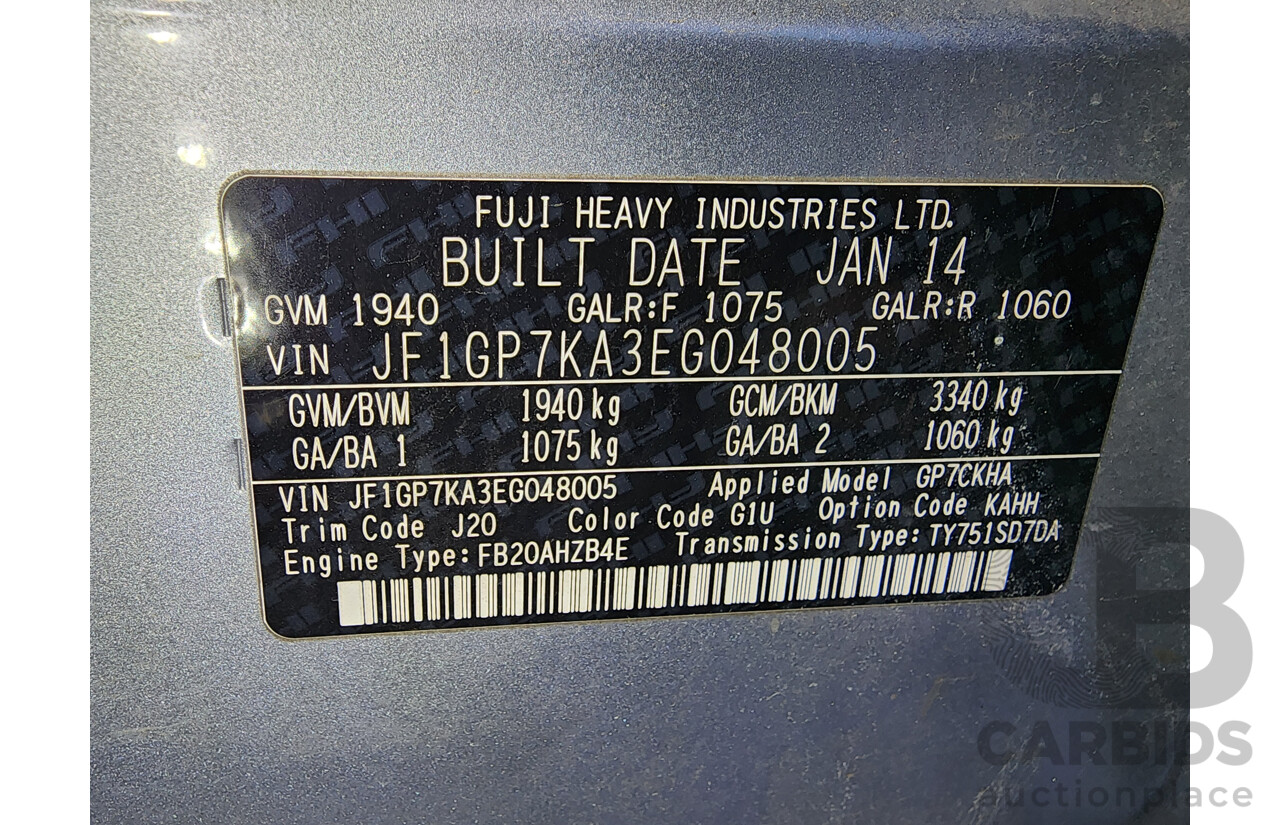 FUJI HEAVY INDUSTRIES LTD.
BUILT DATE JAN 14
GVM 1940 GALR:F 1075 GALR:R 1060
VIN JF1GP7KA3EG048005
GVM/BVM 1940 kg GCM/BKM 3340 kg
GA/BA 1 1075 kg GA/BA 2 1060 kg
VIN JF1GP7KA3EG048005 Applied Model GP7CKHA
Trim Code J20 Color Code G1U Option Code KAHH
Engine Type: FB20AHZB4E Transmission Type: TY751SD7DA
CARBIDS
auctionplace